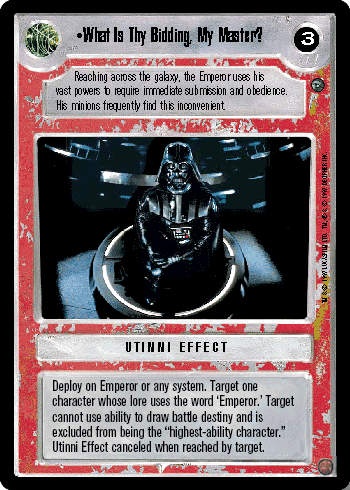 •What Is Thy Bidding, My Master?
3
Reaching across the galaxy, the Emperor uses his
vast powers to require immediate submission and obedience.
His minions frequently find this inconvenient.
UTINNI EFFECT
Deploy on Emperor or any system. Target one
character whose lore uses the word ‘Emperor.’ Target
cannot use ability to draw battle destiny and is
excluded from being the “highest-ability character.”
Utinni Effect canceled when reached by target.